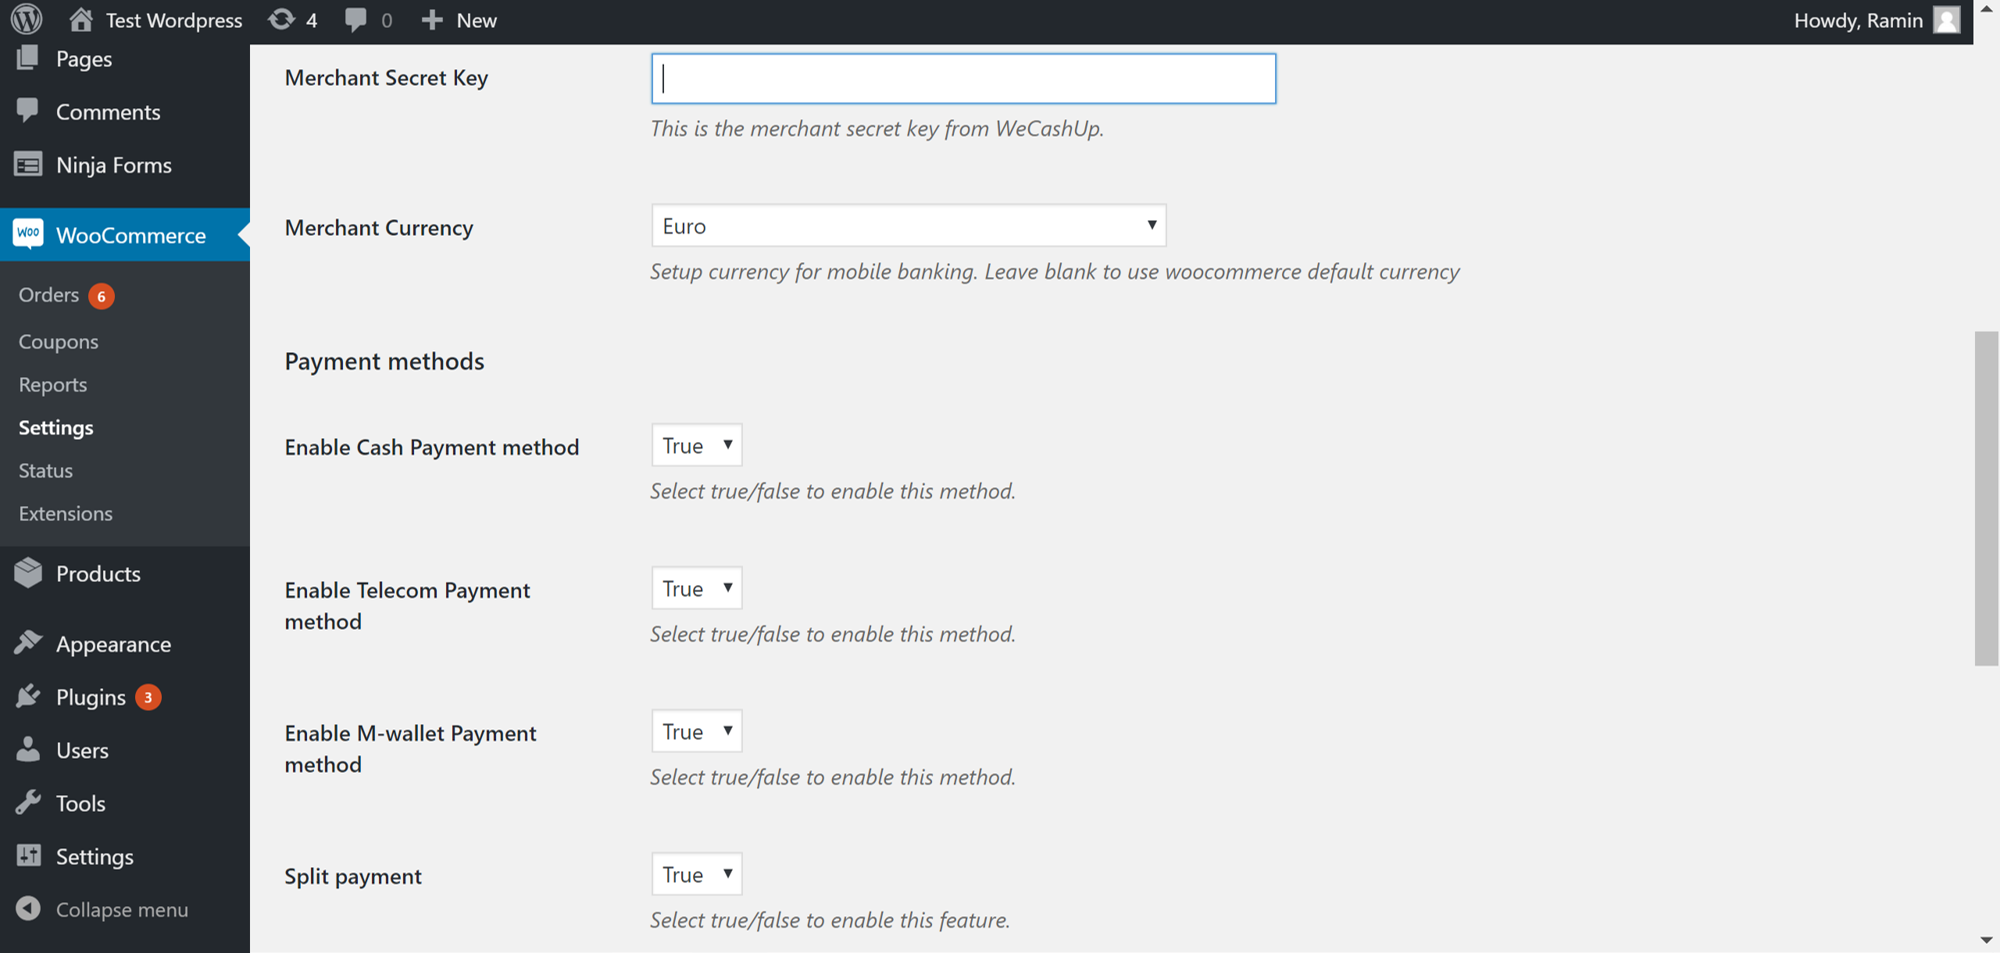 Test Wordpress 4 0 New Howdy, Ramin
Pages
Comments
Ninja Forms
Woo WooCommerce
Orders 6
Coupons
Reports
Settings
Status
Extensions
Products
Appearance
Plugins 3
Users
Tools
Settings
Collapse menu
Merchant Secret Key
This is the merchant secret key from WeCashUp.
Merchant Currency Euro
Setup currency for mobile banking. Leave blank to use woocommerce default currency
Payment methods
Enable Cash Payment method True
Select true/false to enable this method.
Enable Telecom Payment True
method
Select true/false to enable this method.
Enable M-wallet Payment True
method
Select true/false to enable this method.
Split payment True
Select true/false to enable this feature.